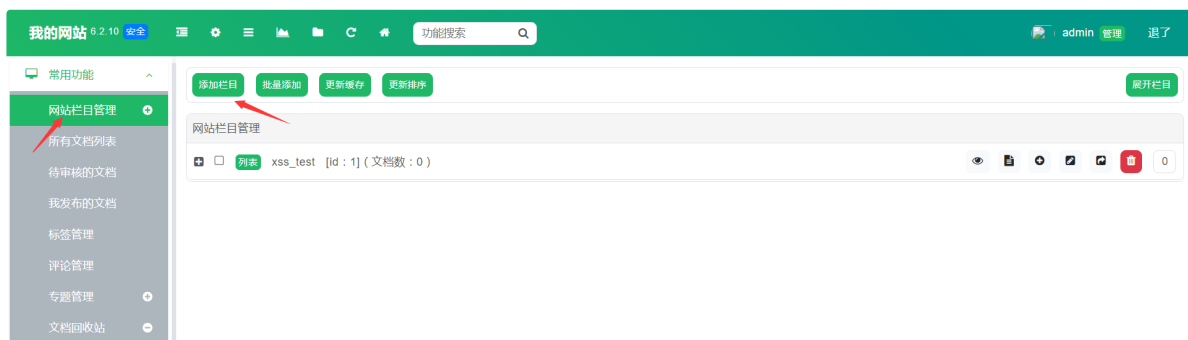 我的网站 6.2.10 安全 功能搜索 admin 管理 退了
常用功能
添加栏目 批量添加 更新缓存 更新排序 展开栏目
网站栏目管理
网站栏目管理
所有文档列表
列表 xss_test [id：1]（文档数：0） 0
待审核的文档
我发布的文档
标签管理
评论管理
专题管理
文档回收站